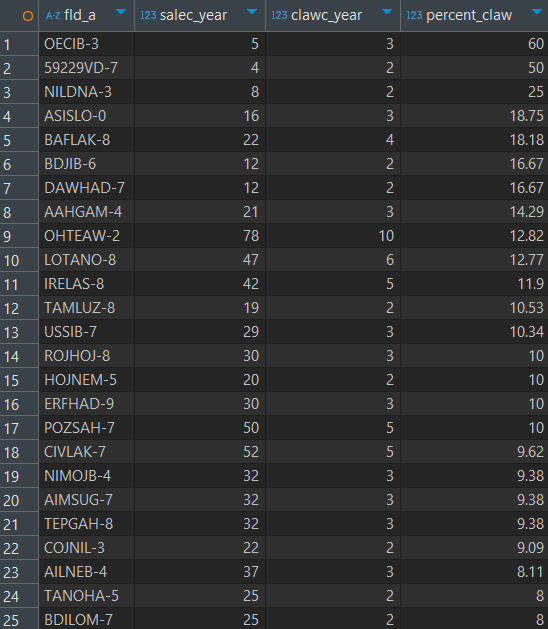 A-Z fld_a 123 salec_year 123 clawc_year 123 percent_claw
1 OECIB-3 5 3 60
2 59229VD-7 4 2 50
3 NILDNA-3 8 2 25
4 ASISLO-0 16 3 18.75
5 BAFLAK-8 22 4 18.18
6 BDJIB-6 12 2 16.67
7 DAWHAD-7 12 2 16.67
8 AAHGAM-4 21 3 14.29
9 OHTEAW-2 78 10 12.82
10 LOTANO-8 47 6 12.77
11 IRELAS-8 42 5 11.9
12 TAMLUZ-8 19 2 10.53
13 USSIB-7 29 3 10.34
14 ROJHOJ-8 30 3 10
15 HOJNEM-5 20 2 10
16 ERFHAD-9 30 3 10
17 POZSAH-7 50 5 10
18 CIVLAK-7 52 5 9.62
19 NIMOJB-4 32 3 9.38
20 AIMSUG-7 32 3 9.38
21 TEPGAH-8 32 3 9.38
22 COJNIL-3 22 2 9.09
23 AILNEB-4 37 3 8.11
24 TANOHA-5 25 2 8
25 BDILOM-7 25 2 8